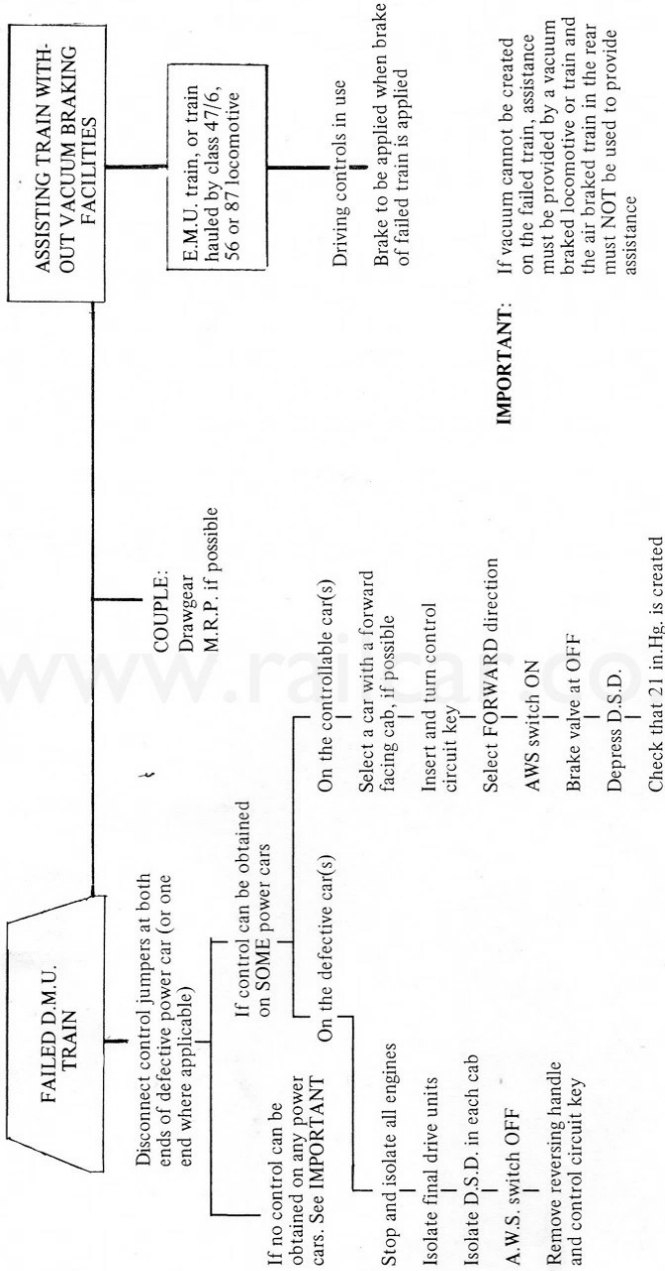 FAILED D.M.U.
TRAIN
Disconnect control jumpers at both
ends of defective power car (or one
end where applicable)
If no control can be
obtained on any power
cars. See IMPORTANT
If control can be obtained
on SOME power cars
On the defective car(s)
Stop and isolate all engines
Isolate final drive units
Isolate D.S.D. in each cab
A.W.S. switch OFF
Remove reversing handle
and control circuit key
On the controllable car(s)
Select a car with a forward
facing cab, if possible
Insert and turn control
circuit key
Select FORWARD direction
AWS switch ON
Brake valve at OFF
Depress D.S.D.
Check that 21 in.Hg. is created
COUPLE:
Drawgear
M.R.P. if possible
ASSISTING TRAIN WITH-
OUT VACUUM BRAKING
FACILITIES
E.M.U. train, or train
hauled by class 47/6,
56 or 87 locomotive
Driving controls in use
Brake to be applied when brake
of failed train is applied
IMPORTANT:
If vacuum cannot be created
on the failed train, assistance
must be provided by a vacuum
braked locomotive or train and
the air braked train in the rear
must NOT be used to provide
assistance
www.railcar.co